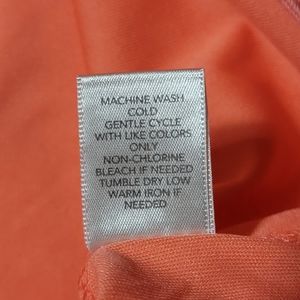 MACHINE WASH
COLD
GENTLE CYCLE
WITH LIKE COLORS
ONLY
NON-CHLORINE
BLEACH IF NEEDED
TUMBLE DRY LOW
WARM IRON IF
NEEDED